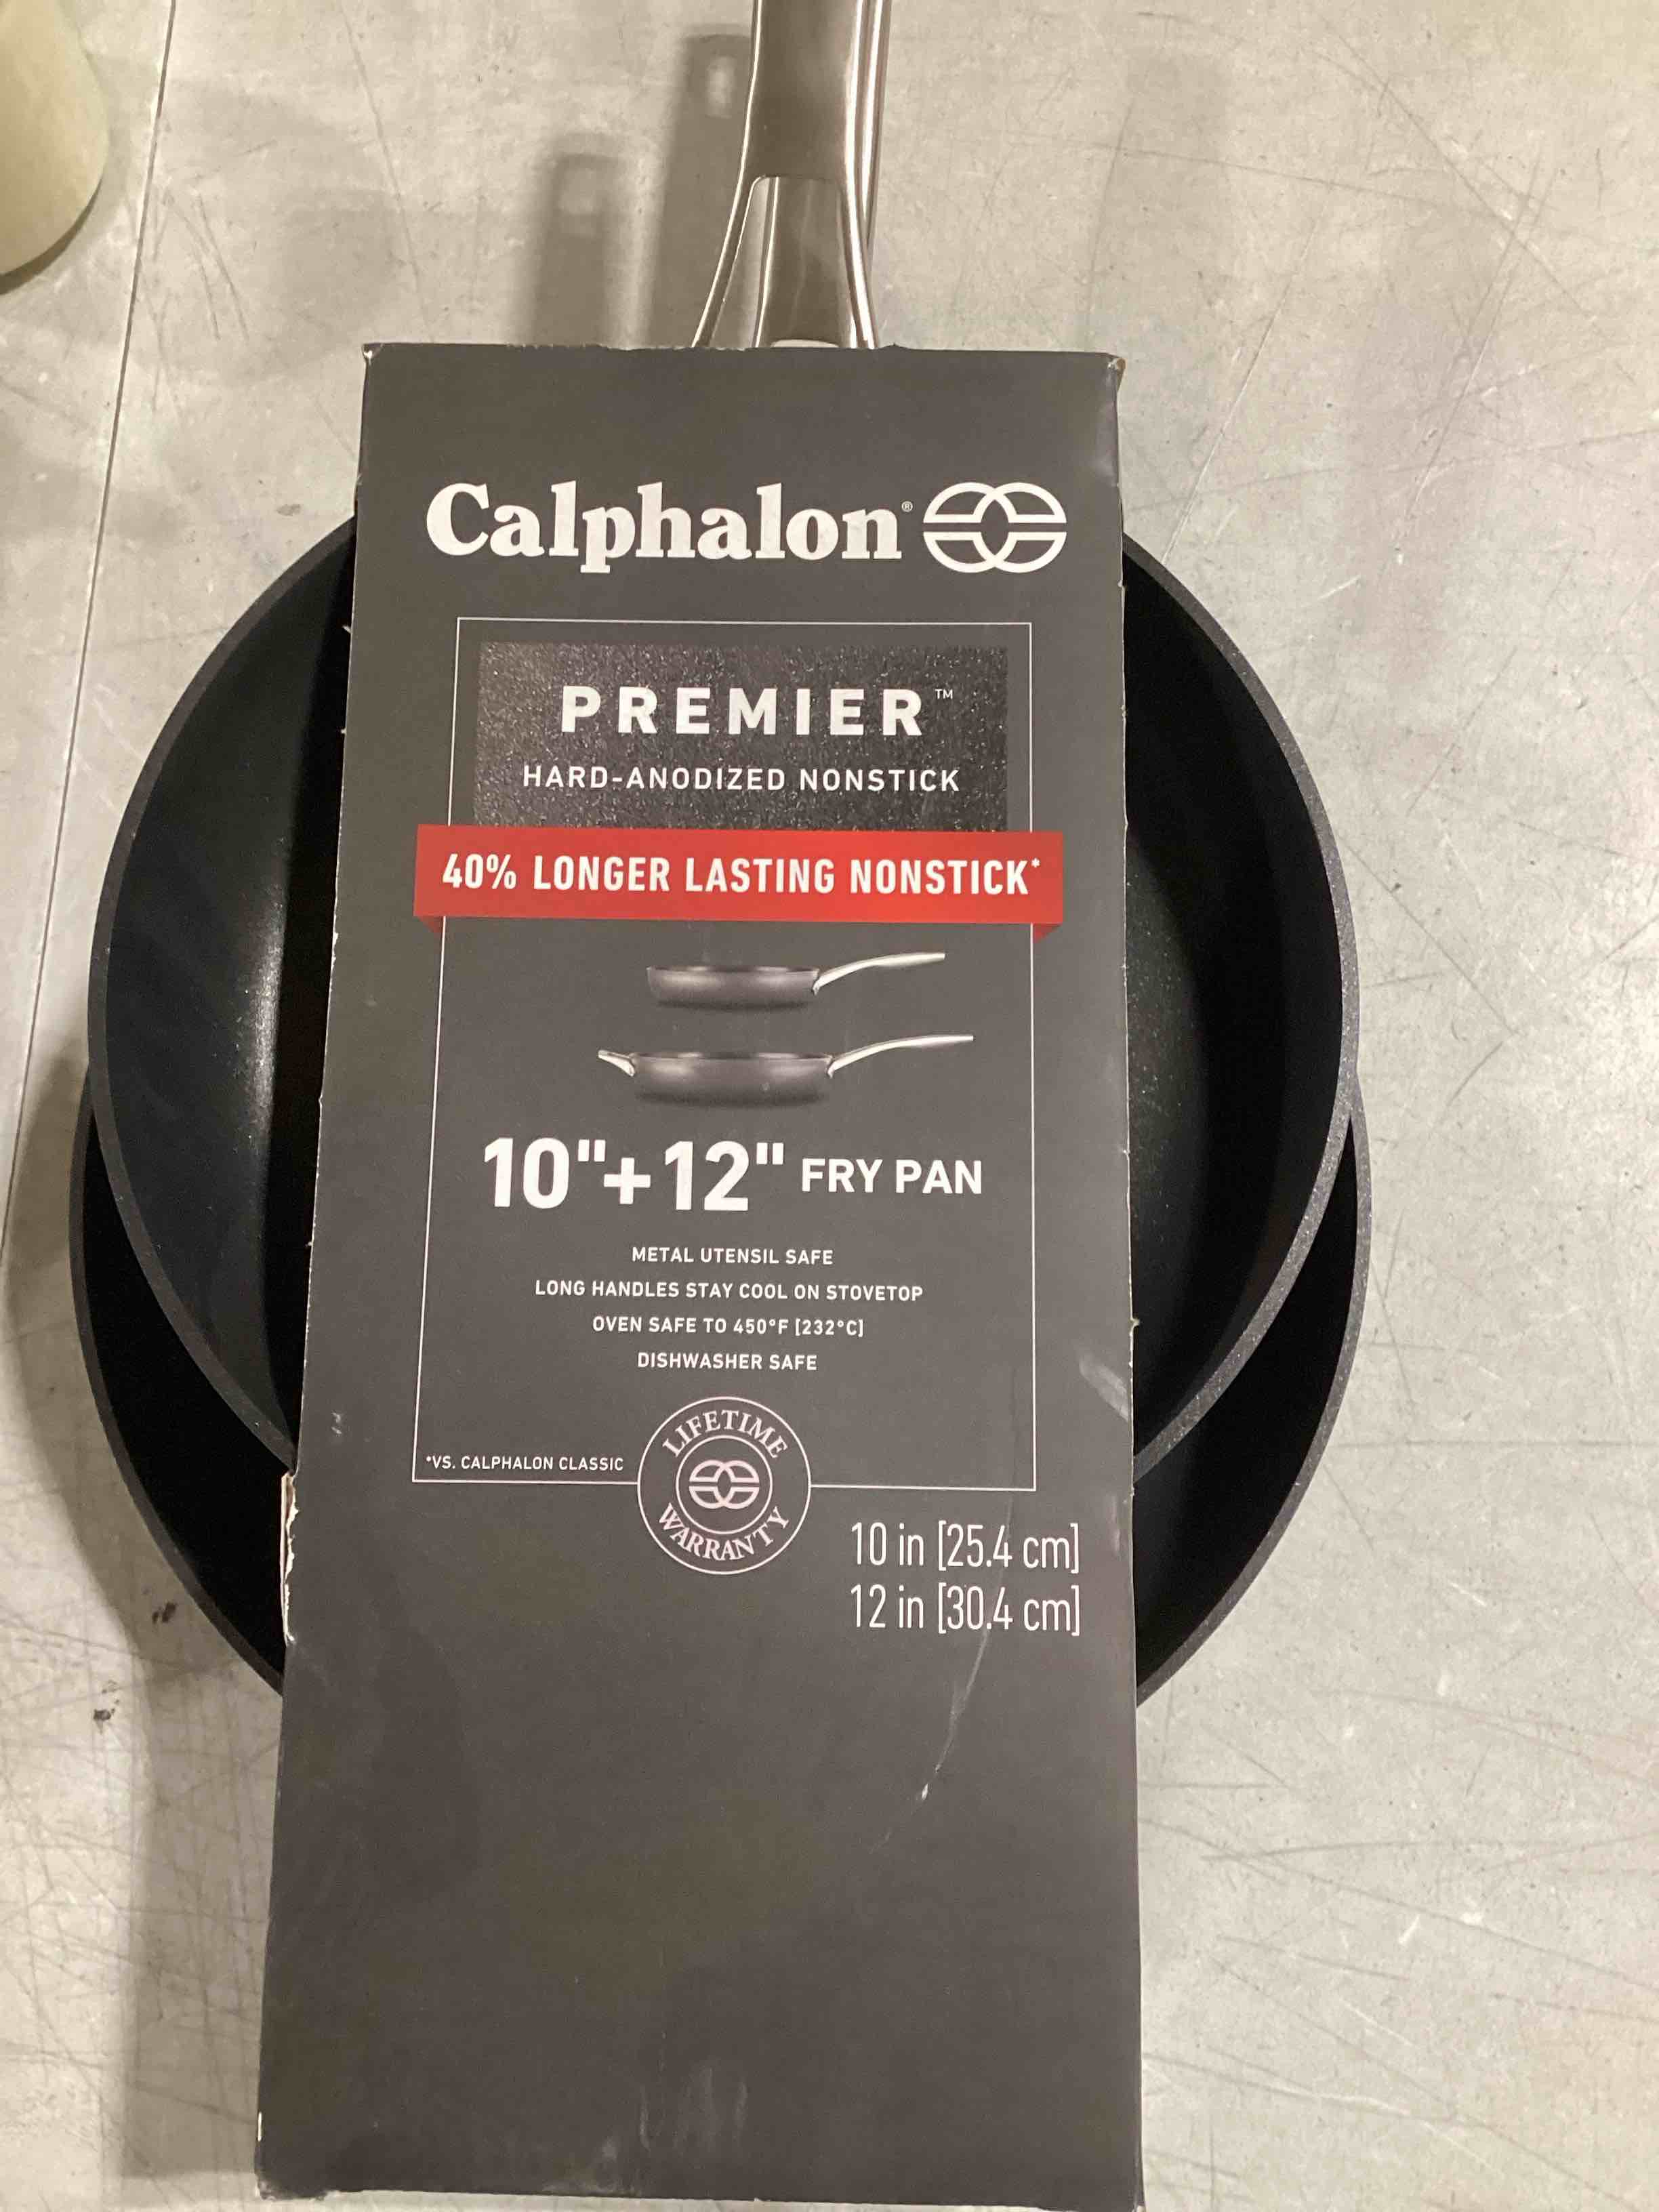 Calphalon®
PREMIER™
HARD-ANODIZED NONSTICK
40% LONGER LASTING NONSTICK*
10"+12" FRY PAN
METAL UTENSIL SAFE
LONG HANDLES STAY COOL ON STOVETOP
OVEN SAFE TO 450°F [232°C]
DISHWASHER SAFE
*VS. CALPHALON CLASSIC
LIFETIME
WARRANTY
10 in [25.4 cm]
12 in [30.4 cm]